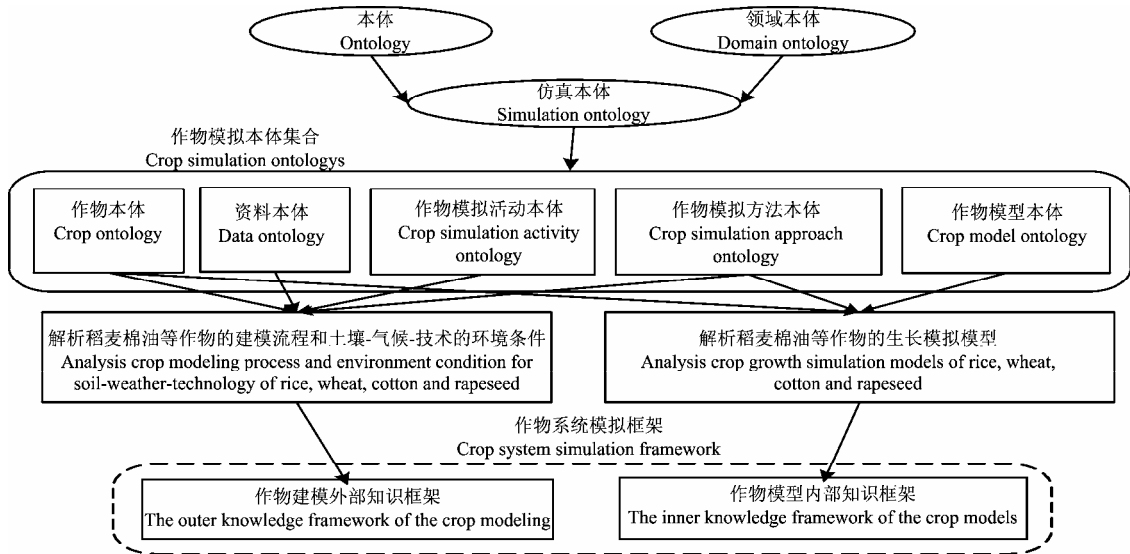 本体
Ontology
领域本体
Domain ontology
仿真本体
Simulation ontology
作物模拟本体集合
Crop simulation ontologys
作物本体
Crop ontology
资料本体
Data ontology
作物模拟活动本体
Crop simulation activity
ontology
作物模拟方法本体
Crop simulation approach
ontology
作物模型本体
Crop model ontology
解析稻麦棉油等作物的建模流程和土壤-气候-技术的环境条件
Analysis crop modeling process and environment condition for
soil-weather-technology of rice, wheat, cotton and rapeseed
解析稻麦棉油等作物的生长模拟模型
Analysis crop growth simulation models of rice, wheat,
cotton and rapeseed
作物系统模拟框架
Crop system simulation framework
作物建模外部知识框架
The outer knowledge framework of the crop modeling
作物模型内部知识框架
The inner knowledge framework of the crop models